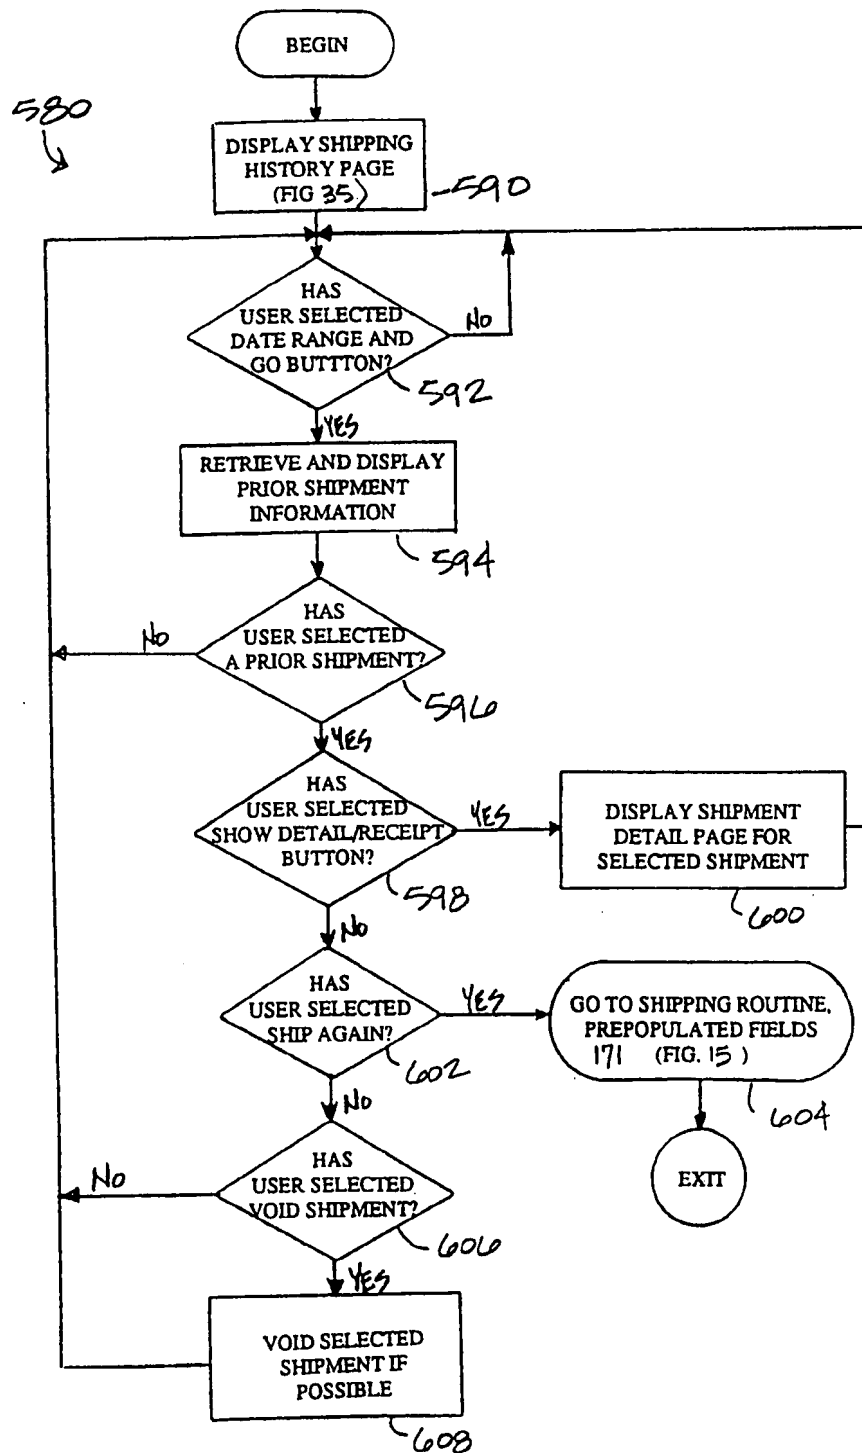 BEGIN
580
DISPLAY SHIPPING
HISTORY PAGE
(FIG 35)
590
HAS
USER SELECTED
DATE RANGE AND
GO BUTTTON?
No
592
YES
RETRIEVE AND DISPLAY
PRIOR SHIPMENT
INFORMATION
594
HAS
USER SELECTED
A PRIOR SHIPMENT?
No
596
YES
HAS
USER SELECTED
SHOW DETAIL/RECEIPT
BUTTON?
YES
598
DISPLAY SHIPMENT
DETAIL PAGE FOR
SELECTED SHIPMENT
600
No
HAS
USER SELECTED
SHIP AGAIN?
YES
602
GO TO SHIPPING ROUTINE,
PREPOPULATED FIELDS
171 (FIG. 15)
604
EXIT
No
HAS
USER SELECTED
VOID SHIPMENT?
No
606
YES
VOID SELECTED
SHIPMENT IF
POSSIBLE
608